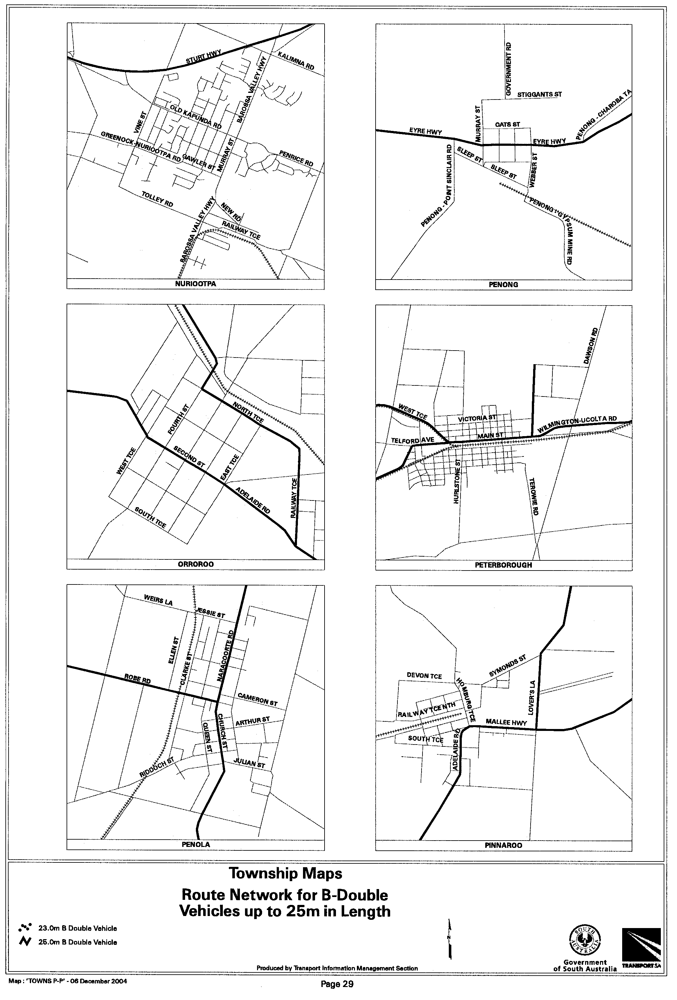 STURT HWY
KALIMNA RD
BAROSSA VALLEY HWY
OLD KAPUNDA RD
VINE ST
GREENOCK-NURIOOTPA RD
GAWLER ST
MURRAY ST
PENRICE RD
TOLLEY RD
NEW RD
RAILWAY TCE
BAROSSA VALLEY HWY
NURIOOTPA
GOVERNMENT RD
STIGGANTS ST
MURRAY ST
PENONG - CHAROBA TA
OATS ST
EYRE HWY
EYRE HWY
SLEEP ST
SLEEP ST
WEBBER ST
PENONG - POINT SINCLAIR RD
PENONG - GYPSUM MINE RD
PENONG
NORTH TCE
FOURTH ST
SECOND ST
WEST TCE
EAST TCE
ADELAIDE RD
RAILWAY TCE
SOUTH TCE
ORROROO
DAWSON RD
WEST TCE
VICTORIA ST
WILMINGTON-UCOLTA RD
TELFORD AVE
MAIN ST
HURLSTONE ST
TEROWIE RD
PETERBOROUGH
WEIRS LA
JESSIE ST
ELLEN ST
CLARKE ST
NARACOORTE RD
ROBE RD
CAMERON ST
ARTHUR ST
CHURCH ST
QUEEN ST
JULIAN ST
RIDDOCH ST
PENOLA
SYMONDS ST
DEVON TCE
HOMBURG TCE
LOVER'S LA
RAILWAY TCE NTH
MALLEE HWY
SOUTH TCE
ADELAIDE RD
PINNAROO
Township Maps
Route Network for B-Double
Vehicles up to 25m in Length
23.0m B Double Vehicle
25.0m B Double Vehicle
N
SOUTH AUSTRALIA
Government
of South Australia
TRANSPORT SA
Produced by Transport Information Management Section
Map : 'TOWNS P-P' - 06 December 2004
Page 29